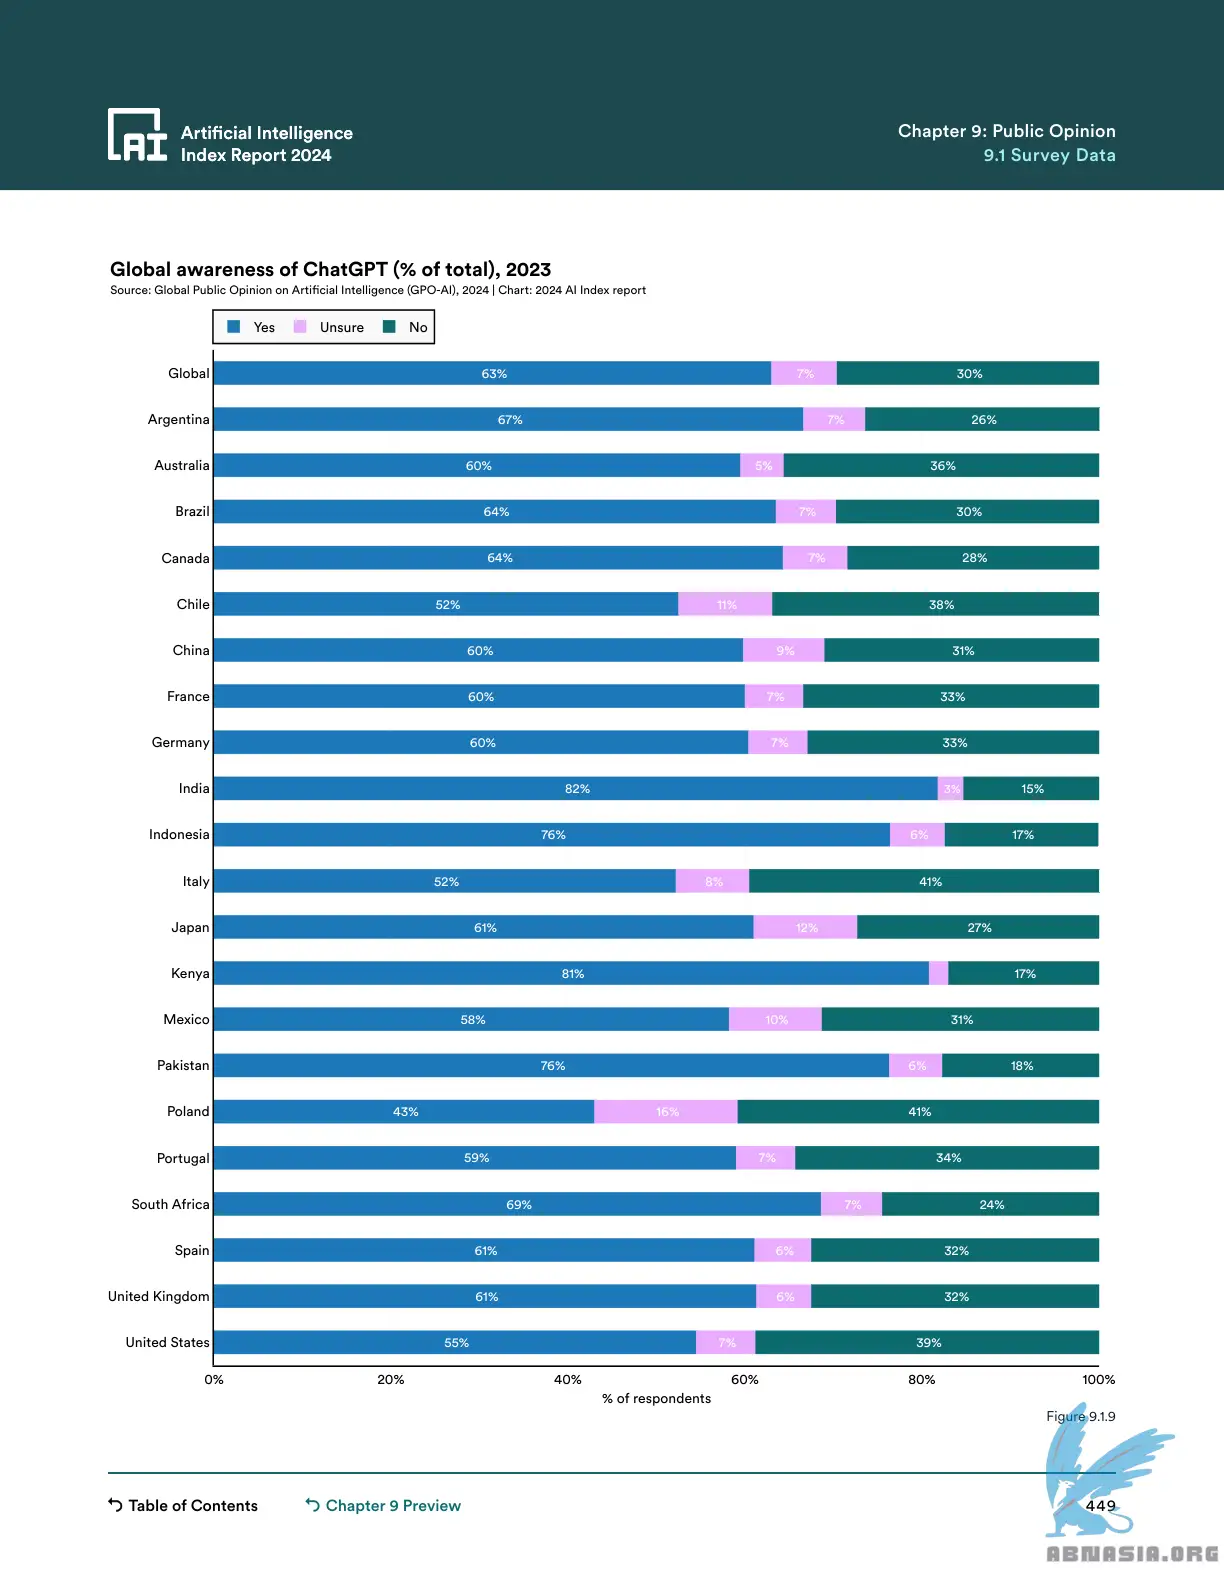 AI
Artificial Intelligence
Index Report 2024
Chapter 9: Public Opinion
9.1 Survey Data
Global awareness of ChatGPT (% of total), 2023
Source: Global Public Opinion on Artificial Intelligence (GPO-AI), 2024 | Chart: 2024 AI Index report
Yes Unsure No
Global 63% 7% 30%
Argentina 67% 7% 26%
Australia 60% 5% 36%
Brazil 64% 7% 30%
Canada 64% 7% 28%
Chile 52% 11% 38%
China 60% 9% 31%
France 60% 7% 33%
Germany 60% 7% 33%
India 82% 3% 15%
Indonesia 76% 6% 17%
Italy 52% 8% 41%
Japan 61% 12% 27%
Kenya 81% 17%
Mexico 58% 10% 31%
Pakistan 76% 6% 18%
Poland 43% 16% 41%
Portugal 59% 7% 34%
South Africa 69% 7% 24%
Spain 61% 6% 32%
United Kingdom 61% 6% 32%
United States 55% 7% 39%
0% 20% 40% 60% 80% 100%
% of respondents
Figure 9.1.9
Table of Contents
Chapter 9 Preview
449
ABNASIA.ORG